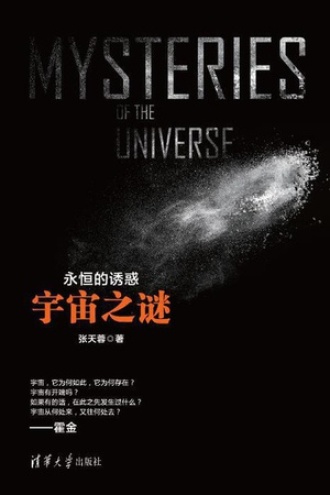 MYSTERIES
OF THE
UNIVERSE
永恒的诱惑
宇宙之谜
张天蓉◎著
宇宙，它为何如此，它为何存在？
宇宙有开端吗？
如果有的话，在此之先发生过什么？
宇宙从何处来，又往何处去？
——霍金
清华大学出版社